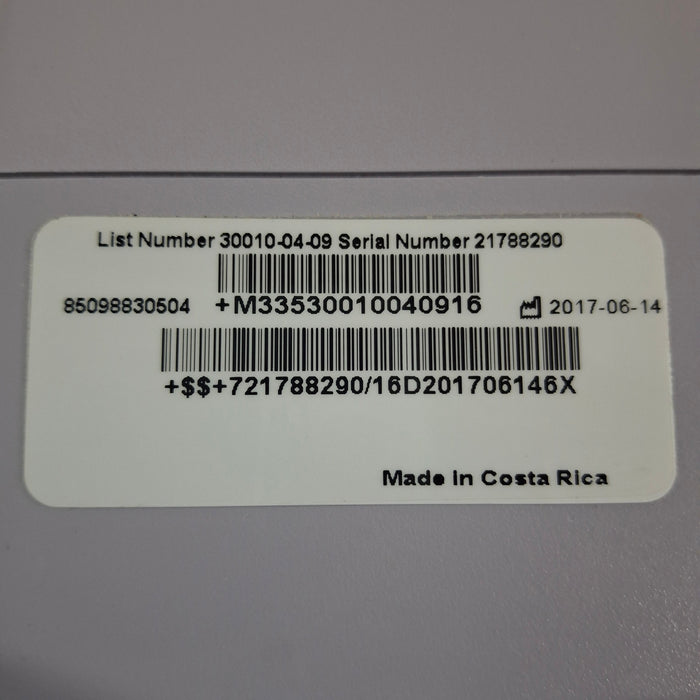 List Number 30010-04-09 Serial Number 21788290
85098830504 +M33530010040916 2017-06-14
+$$+721788290/16D201706146X
Made In Costa Rica